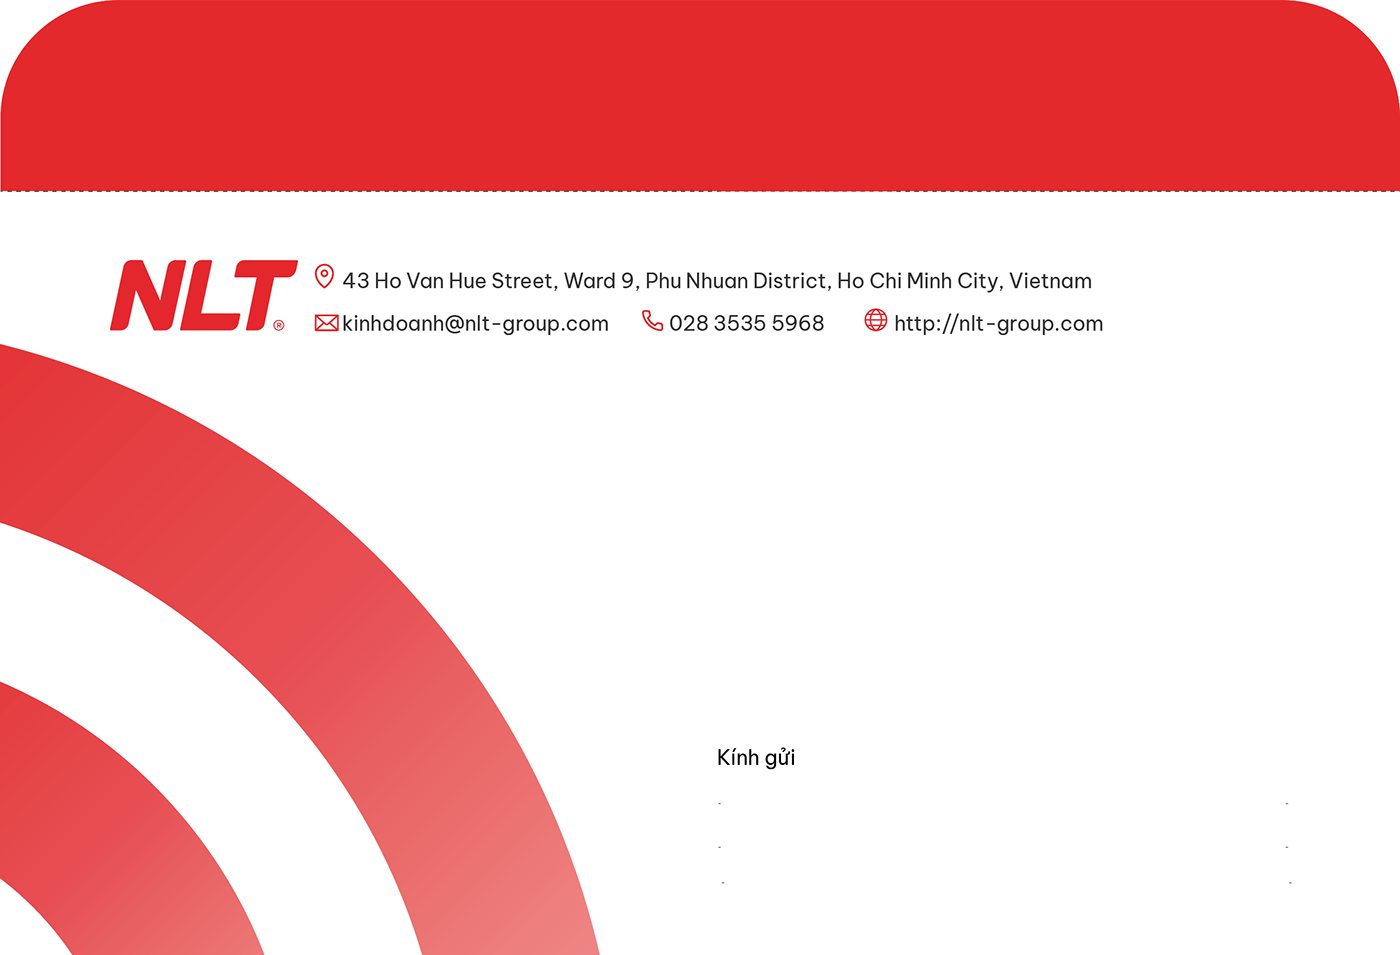 NLT®
43 Ho Van Hue Street, Ward 9, Phu Nhuan District, Ho Chi Minh City, Vietnam
kinhdoanh@nlt-group.com 028 3535 5968 http://nlt-group.com
Kính gửi